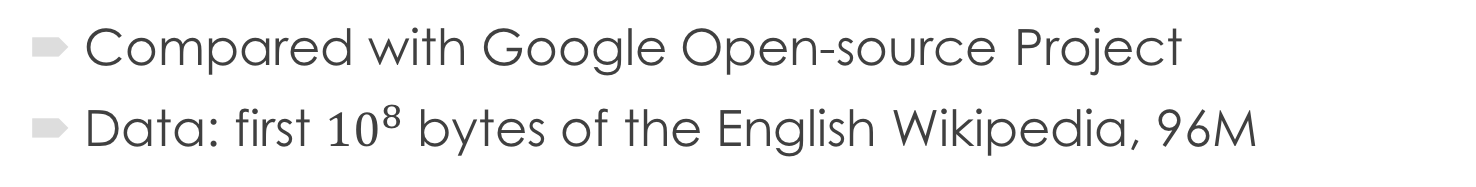 Compared with Google Open-source Project
Data: first 10⁸ bytes of the English Wikipedia, 96M